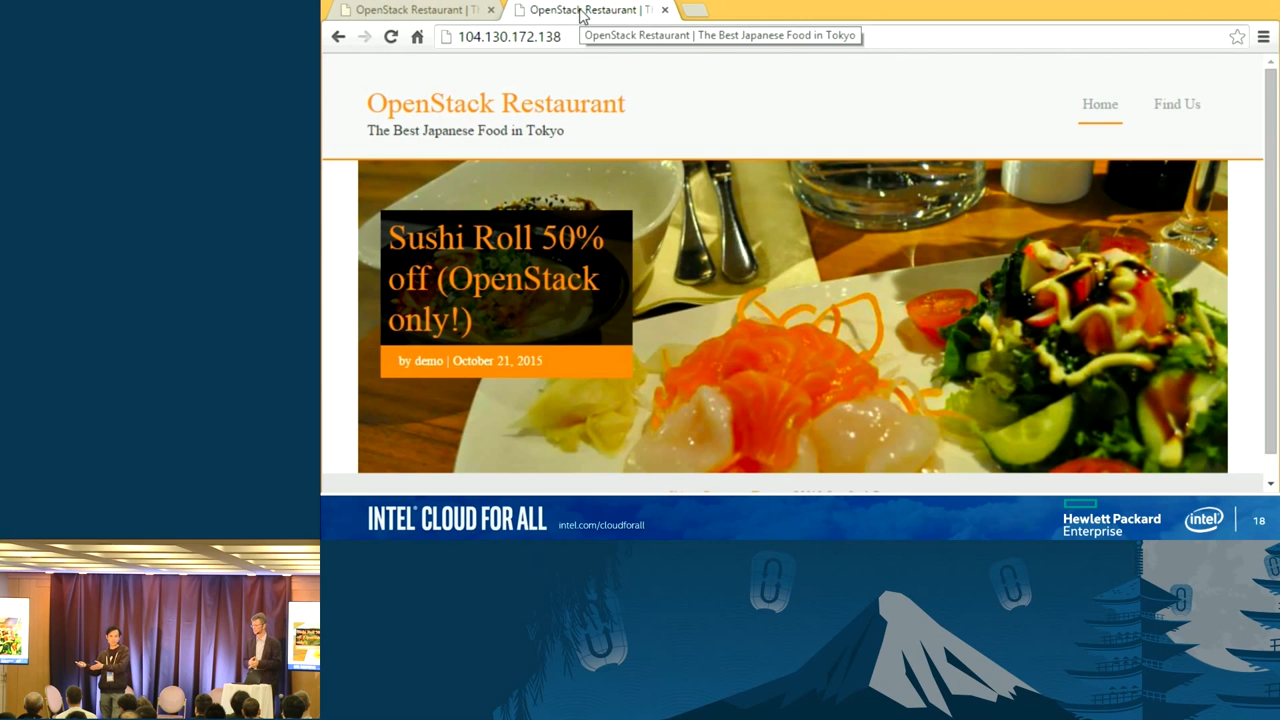 OpenStack Restaurant | T
OpenStack Restaurant | T
104.130.172.138
OpenStack Restaurant | The Best Japanese Food in Tokyo
OpenStack Restaurant
The Best Japanese Food in Tokyo
Home
Find Us
Sushi Roll 50%
off (OpenStack
only!)
by demo | October 21, 2015
INTEL® CLOUD FOR ALL
intel.com/cloudforall
Hewlett Packard
Enterprise
intel
18